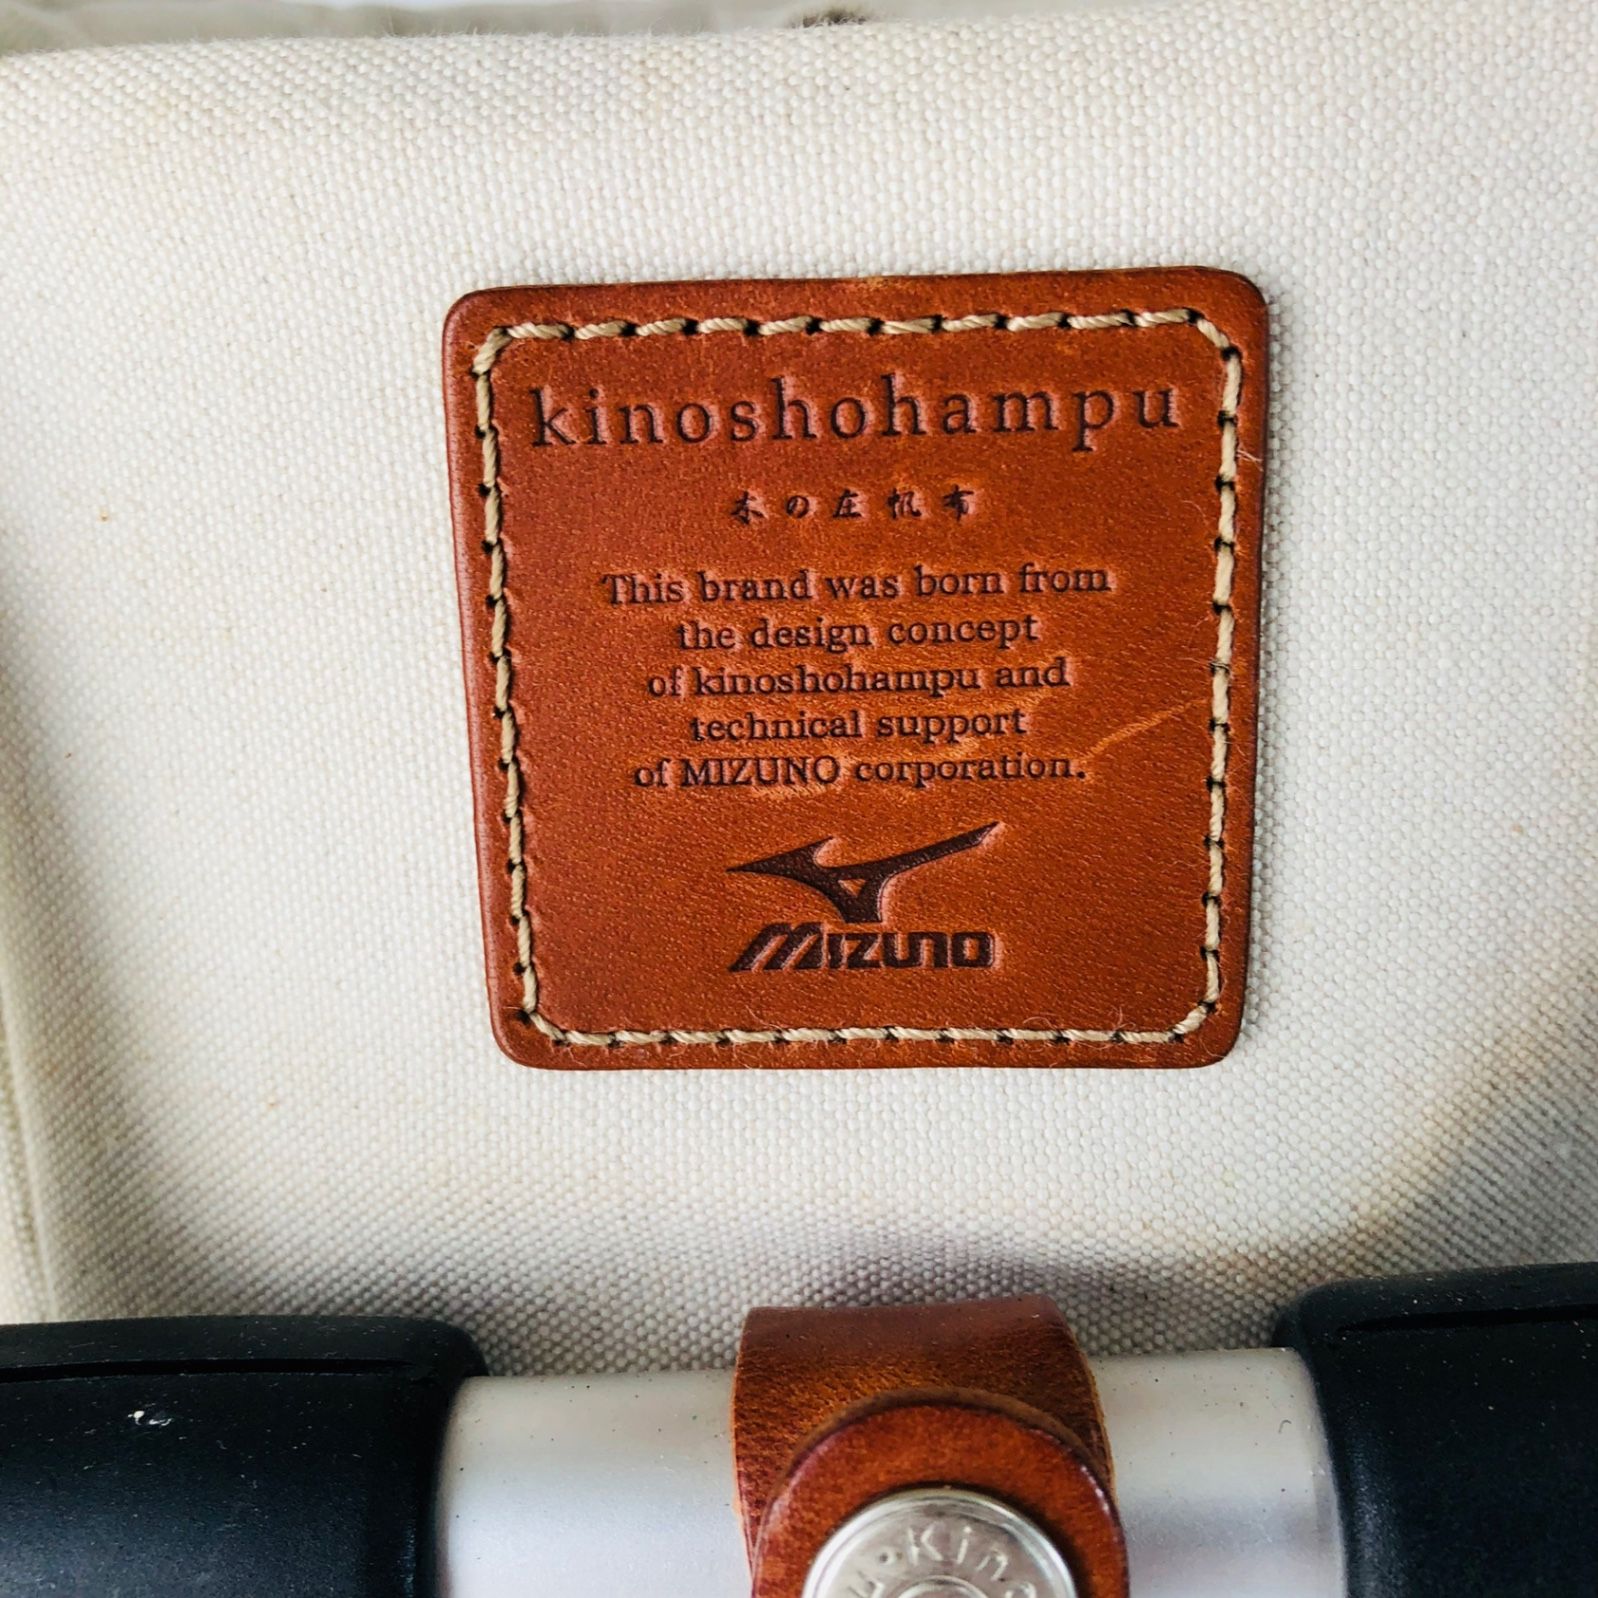 kinoshohampu
木の庄帆布
This brand was born from
the design concept
of kinoshohampu and
technical support
of MIZUNO corporation.
MIZUNO